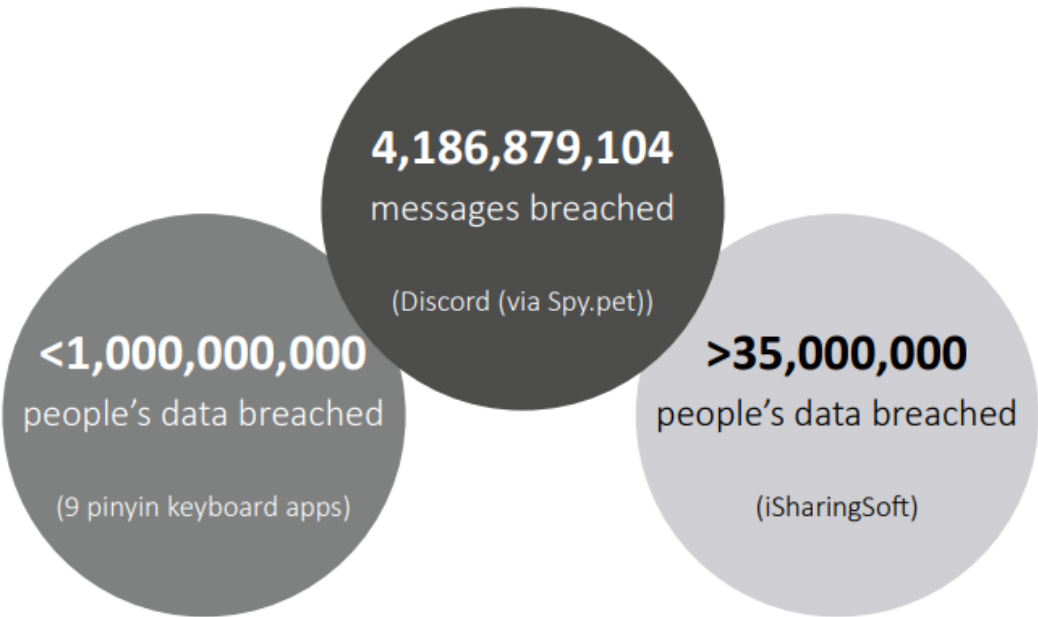 4,186,879,104
messages breached
(Discord (via Spy.pet))
<1,000,000,000
people’s data breached
(9 pinyin keyboard apps)
>35,000,000
people’s data breached
(iSharingSoft)